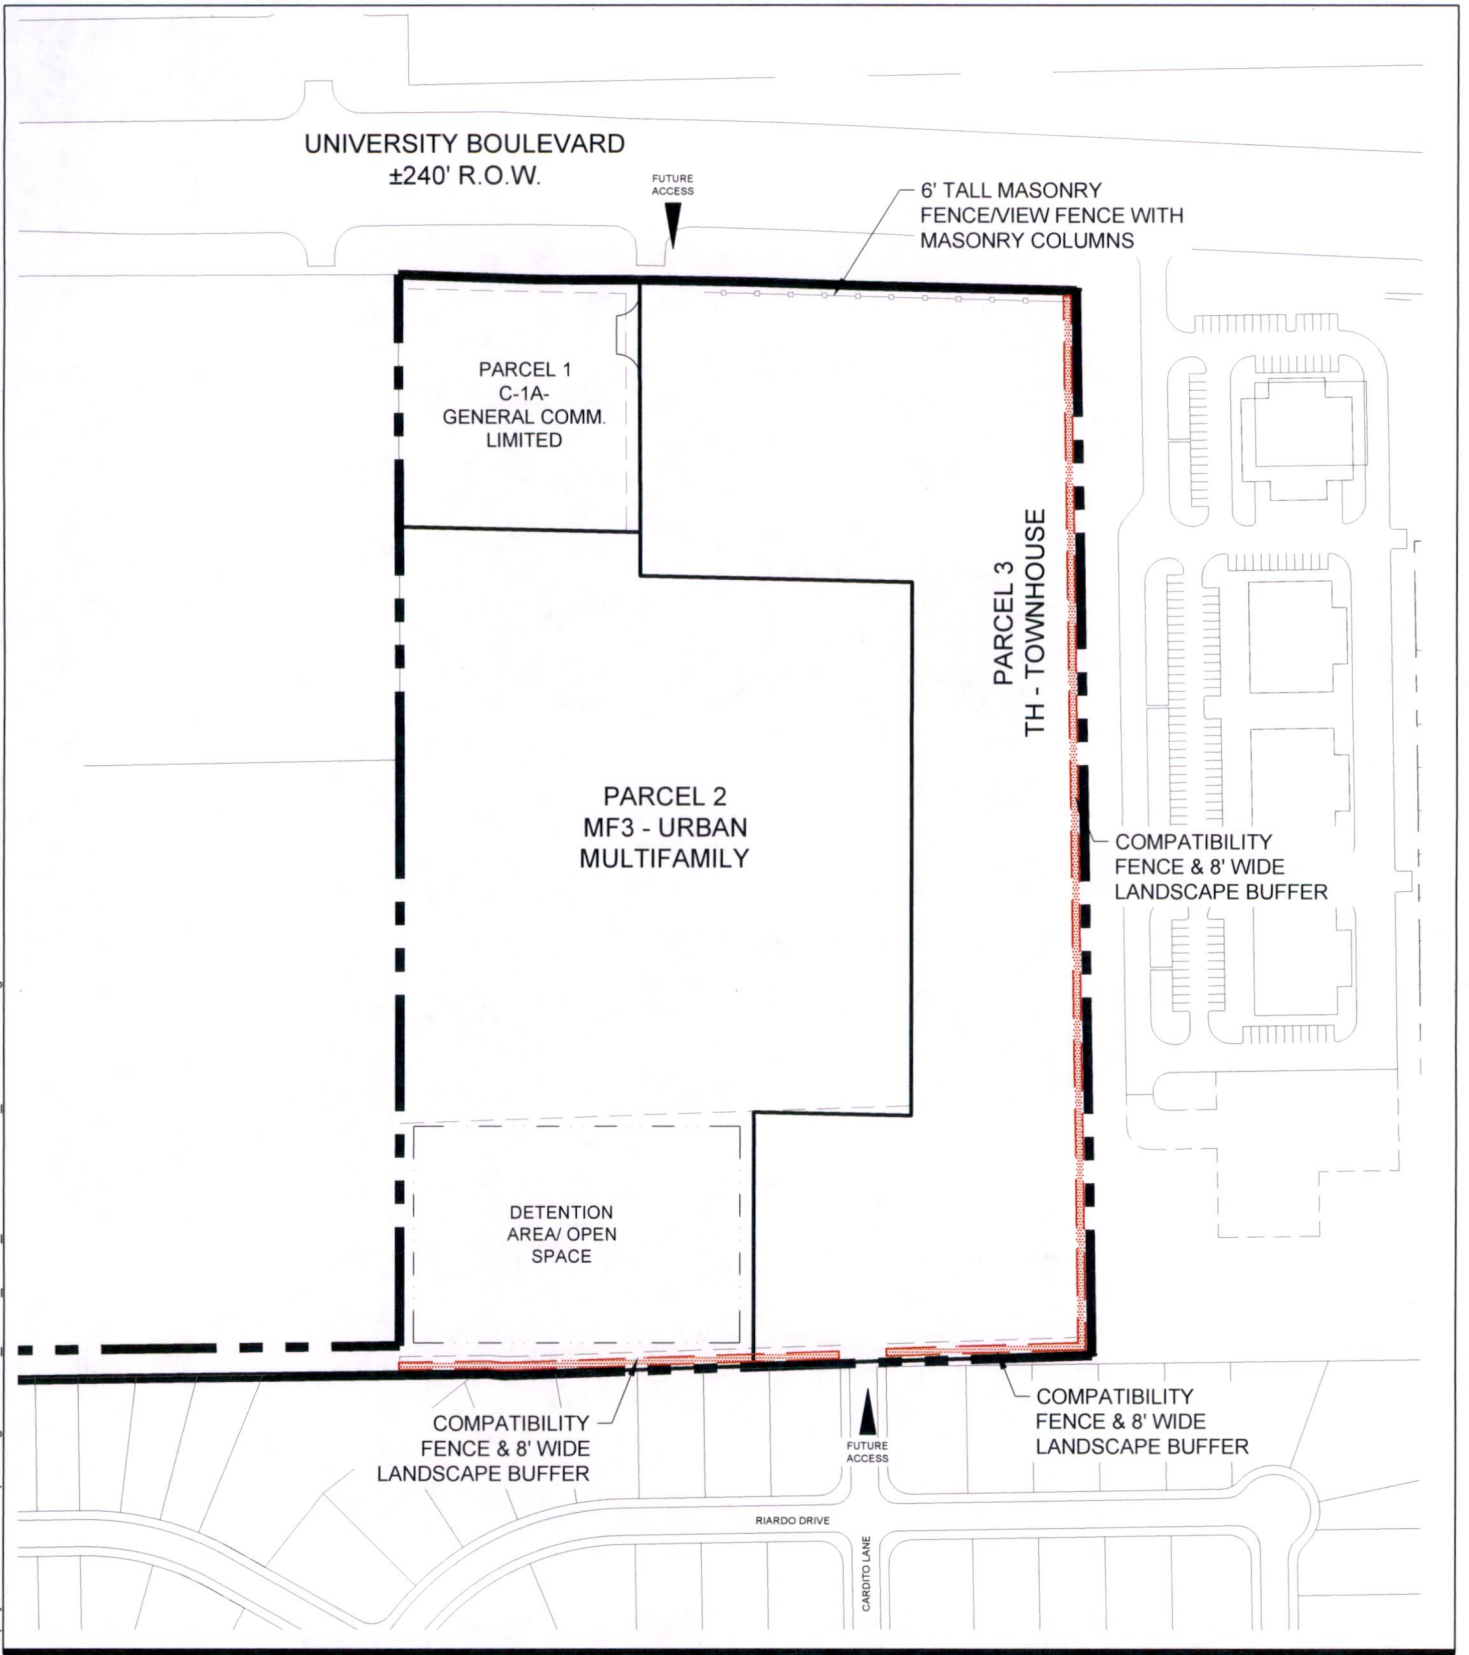 UNIVERSITY BOULEVARD
±240' R.O.W.
FUTURE
ACCESS
6' TALL MASONRY
FENCE/VIEW FENCE WITH
MASONRY COLUMNS
PARCEL 1
C-1A-
GENERAL COMM.
LIMITED
PARCEL 3
TH - TOWNHOUSE
PARCEL 2
MF3 - URBAN
MULTIFAMILY
COMPATIBILITY
FENCE & 8' WIDE
LANDSCAPE BUFFER
DETENTION
AREA/ OPEN
SPACE
COMPATIBILITY
FENCE & 8' WIDE
LANDSCAPE BUFFER
FUTURE
ACCESS
COMPATIBILITY
FENCE & 8' WIDE
LANDSCAPE BUFFER
RIARDO DRIVE
CARDITO LANE